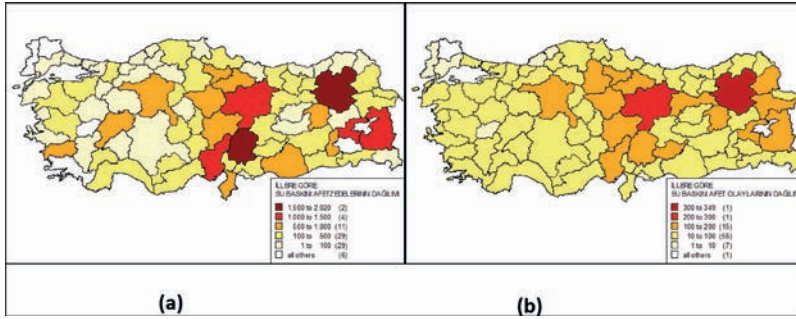 İLLERE GÖRE
SU BASKINI AFETZEDELERİNİN DAĞILIMI
1.500 to 2.020 (2)
1.000 to 1.500 (4)
500 to 1.000 (11)
100 to 500 (29)
1 to 100 (29)
all others (6)
İLLERE GÖRE
SU BASKINI AFET OLAYLARININ DAĞILIMI
300 to 349 (1)
200 to 300 (1)
100 to 200 (15)
10 to 100 (56)
1 to 10 (7)
all others (1)
(a)
(b)